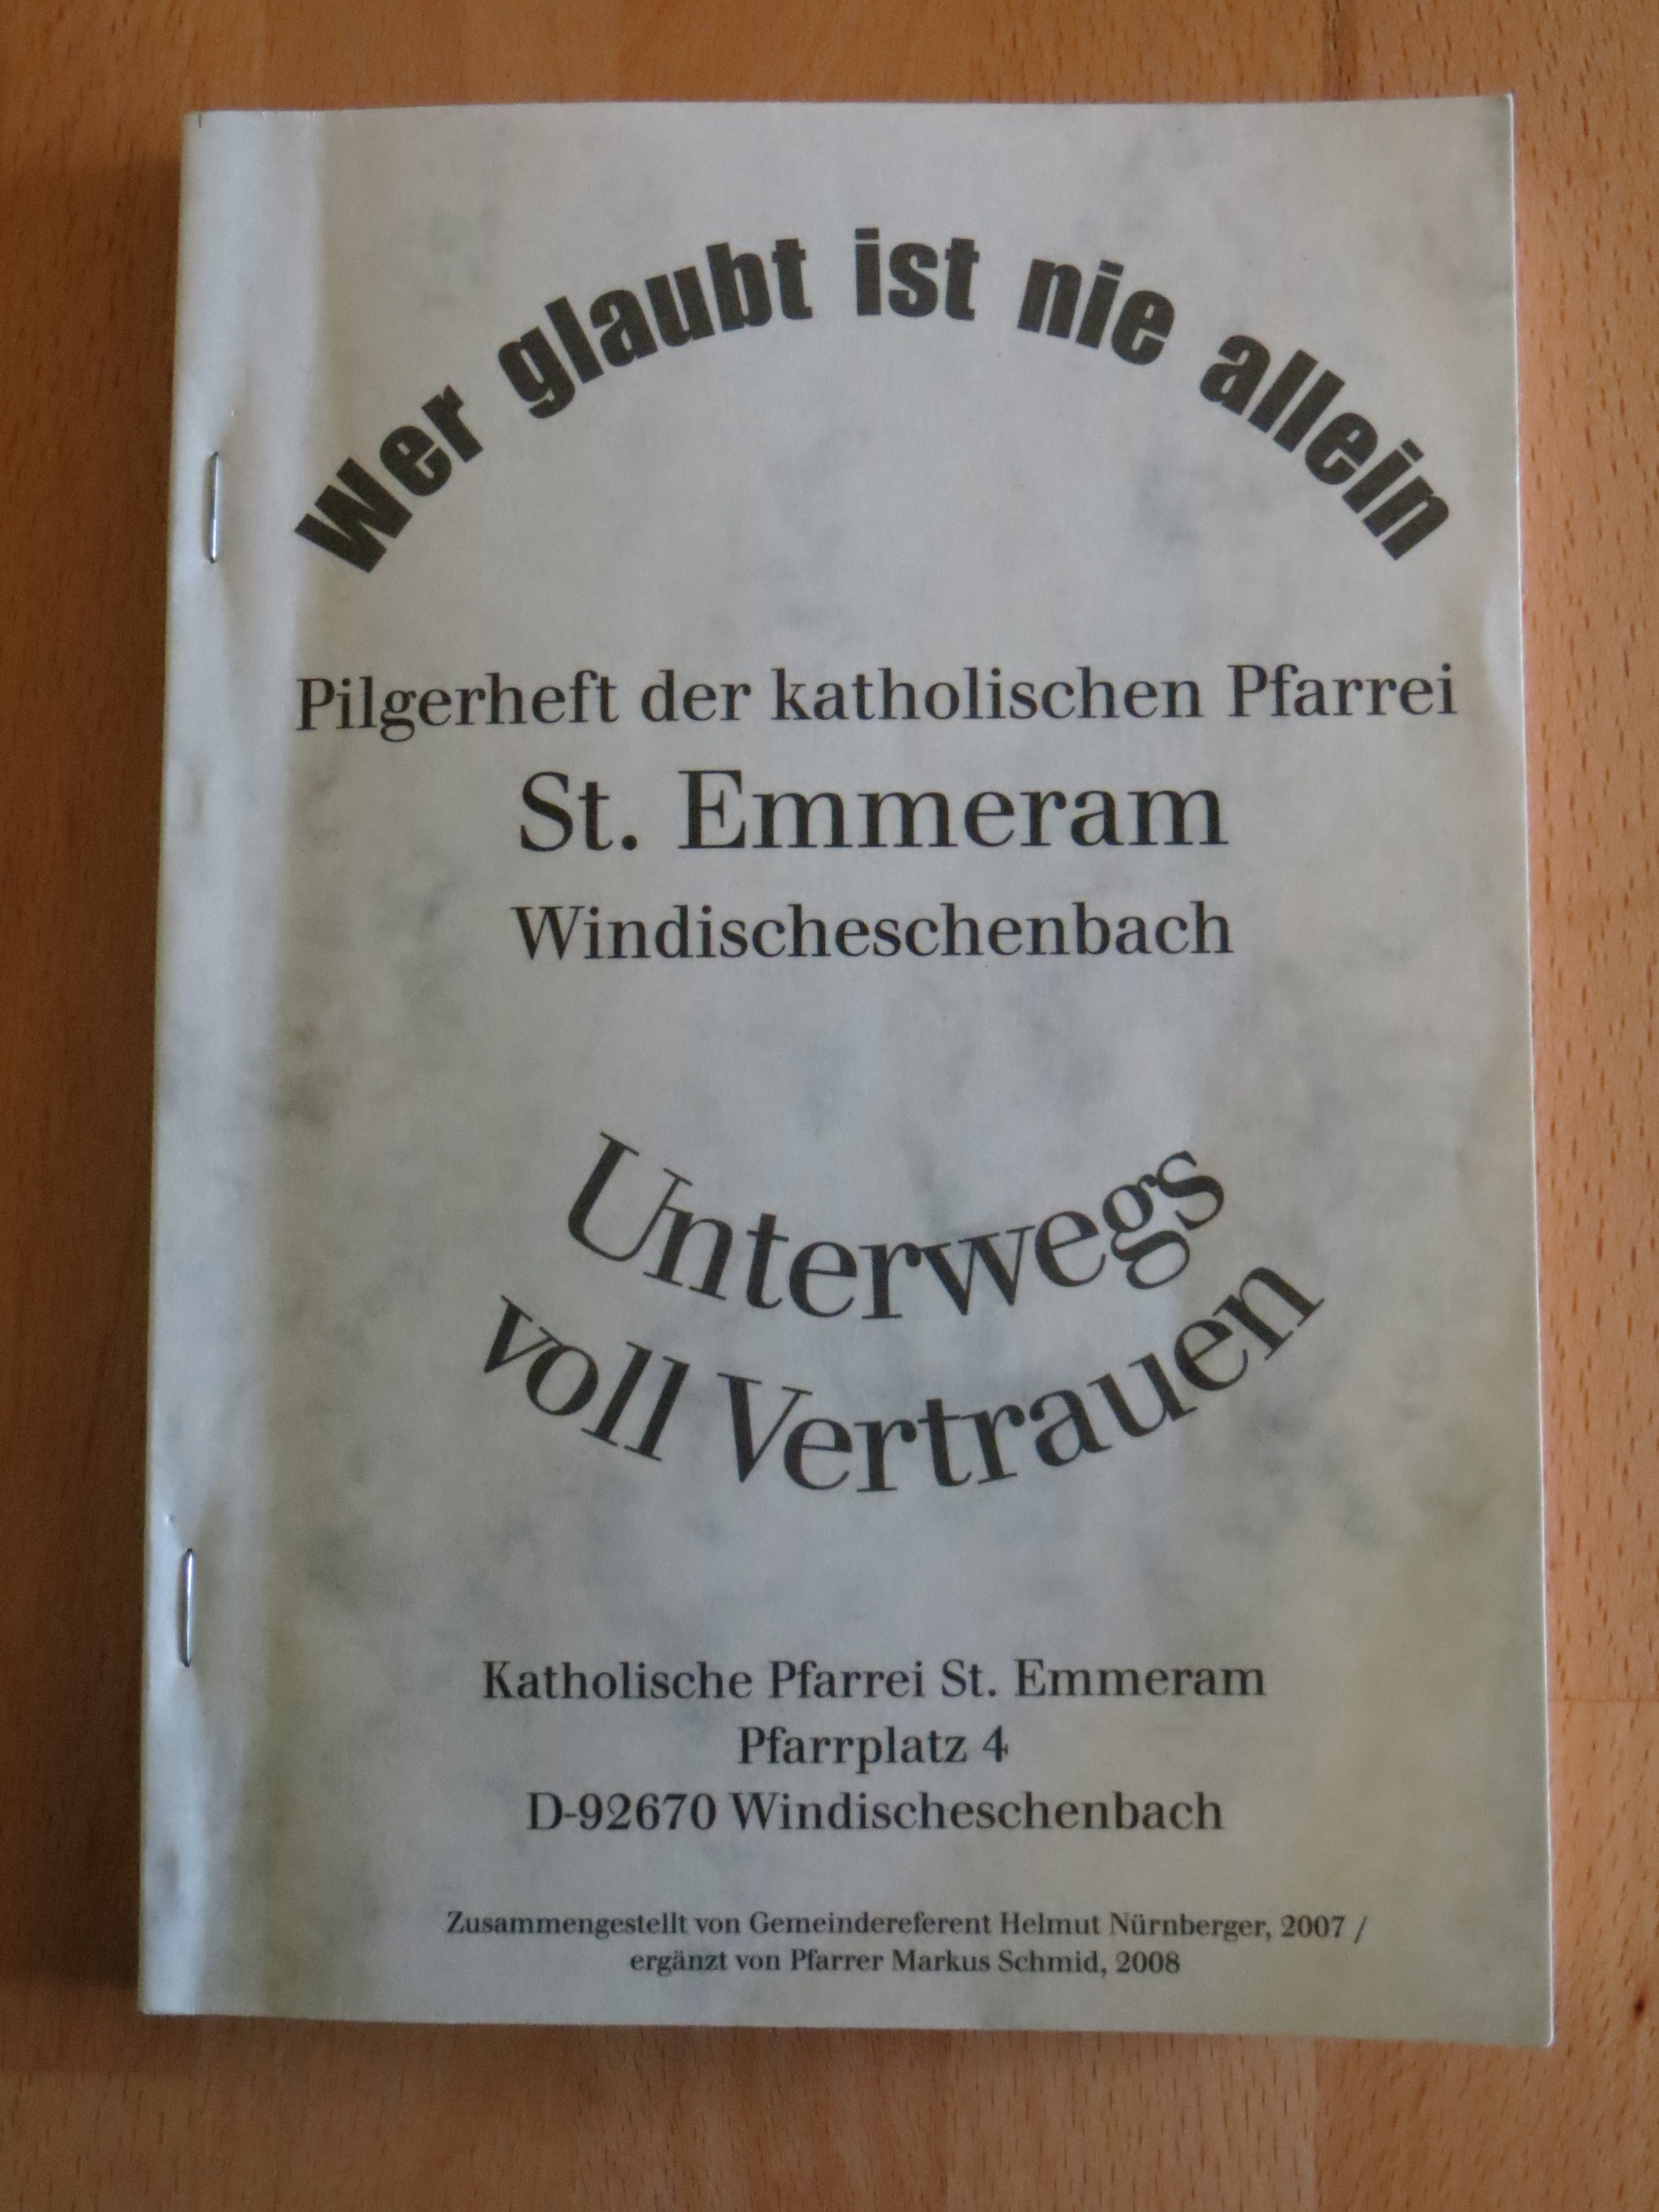 Wer glaubt ist nie allein
Pilgerheft der katholischen Pfarrei
St. Emmeram
Windischeschenbach
Unterwegs
voll Vertrauen
Katholische Pfarrei St. Emmeram
Pfarrplatz 4
D-92670 Windischeschenbach
Zusammengestellt von Gemeindereferent Helmut Nürnberger, 2007 /
ergänzt von Pfarrer Markus Schmid, 2008